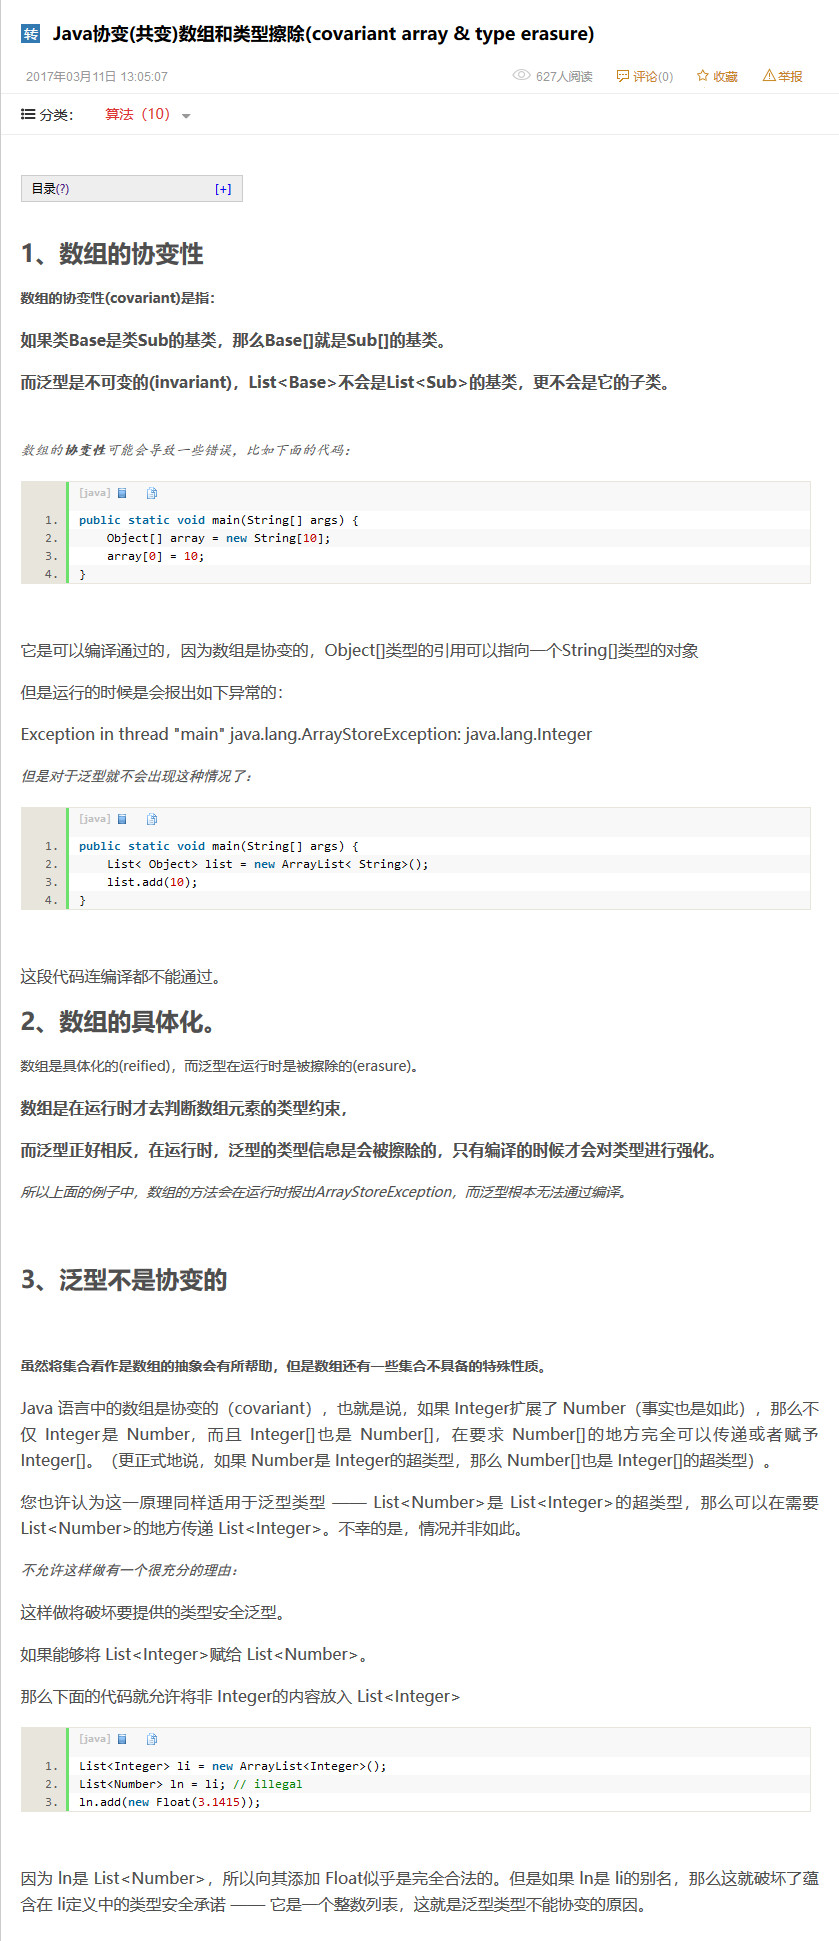 转 Java协变(共变)数组和类型擦除(covariant array & type erasure)
2017年03月11日 13:05:07 627人阅读 评论(0) 收藏 举报
分类： 算法（10）
目录(?) [+]
1、数组的协变性
数组的协变性(covariant)是指：
如果类Base是类Sub的基类，那么Base[]就是Sub[]的基类。
而泛型是不可变的(invariant)，List<Base>不会是List<Sub>的基类，更不会是它的子类。
数组的协变性可能会导致一些错误，比如下面的代码：
[java]
1. public static void main(String[] args) {
2. Object[] array = new String[10];
3. array[0] = 10;
4. }
它是可以编译通过的，因为数组是协变的，Object[]类型的引用可以指向一个String[]类型的对象
但是运行的时候是会报出如下异常的：
Exception in thread "main" java.lang.ArrayStoreException: java.lang.Integer
但是对于泛型就不会出现这种情况了：
[java]
1. public static void main(String[] args) {
2. List< Object> list = new ArrayList< String>();
3. list.add(10);
4. }
这段代码连编译都不能通过。
2、数组的具体化。
数组是具体化的(reified)，而泛型在运行时是被擦除的(erasure)。
数组是在运行时才去判断数组元素的类型约束，
而泛型正好相反，在运行时，泛型的类型信息是会被擦除的，只有编译的时候才会对类型进行强化。
所以上面的例子中，数组的方法会在运行时报出ArrayStoreException，而泛型根本无法通过编译。
3、泛型不是协变的
虽然将集合看作是数组的抽象会有所帮助，但是数组还有一些集合不具备的特殊性质。
Java 语言中的数组是协变的（covariant），也就是说，如果 Integer扩展了 Number（事实也是如此），那么不
仅 Integer是 Number，而且 Integer[]也是 Number[]，在要求 Number[]的地方完全可以传递或者赋予
Integer[]。（更正式地说，如果 Number是 Integer的超类型，那么 Number[]也是 Integer[]的超类型）。
您也许认为这一原理同样适用于泛型类型 —— List<Number>是 List<Integer>的超类型，那么可以在需要
List<Number>的地方传递 List<Integer>。不幸的是，情况并非如此。
不允许这样做有一个很充分的理由：
这样做将破坏要提供的类型安全泛型。
如果能够将 List<Integer>赋给 List<Number>。
那么下面的代码就允许将非 Integer的内容放入 List<Integer>
[java]
1. List<Integer> li = new ArrayList<Integer>();
2. List<Number> ln = li; // illegal
3. ln.add(new Float(3.1415));
因为 ln是 List<Number>，所以向其添加 Float似乎是完全合法的。但是如果 ln是 li的别名，那么这就破坏了蕴
含在 li定义中的类型安全承诺 —— 它是一个整数列表，这就是泛型类型不能协变的原因。